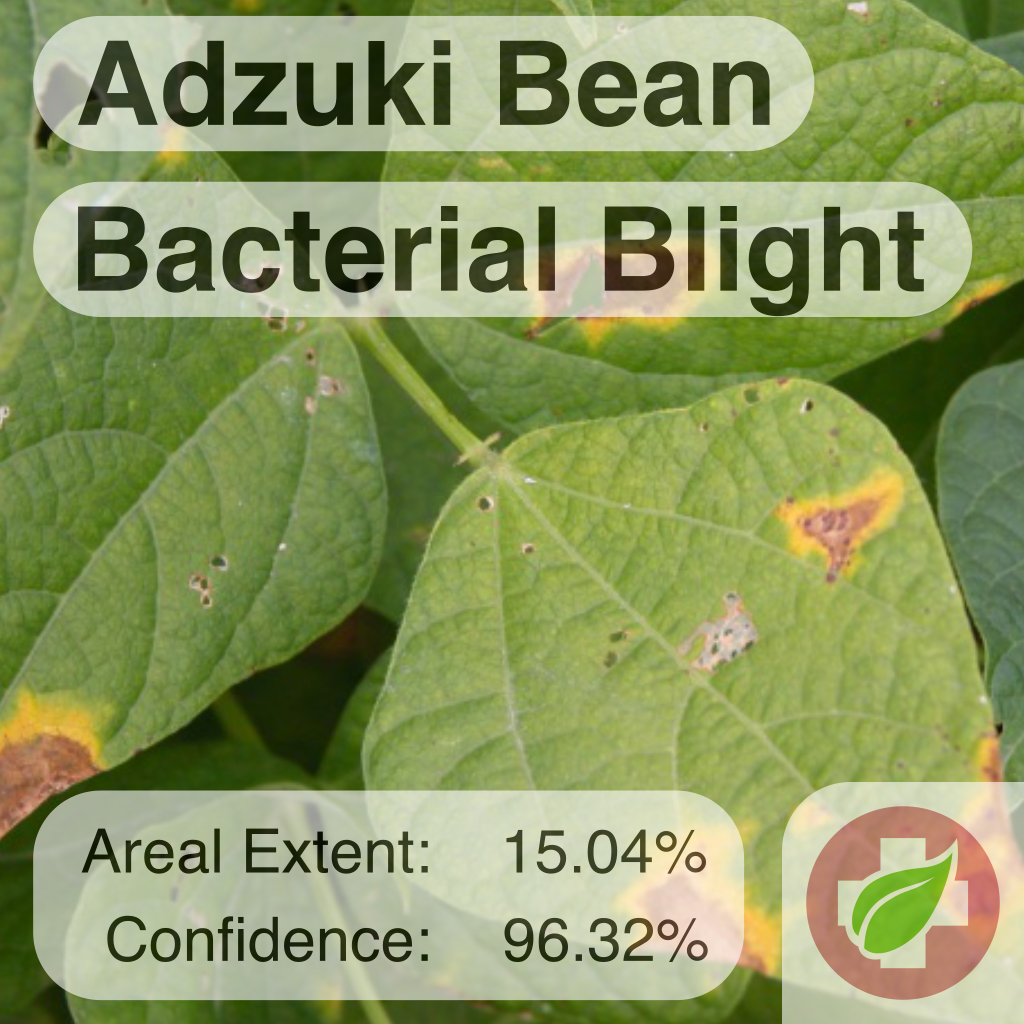 Adzuki Bean
Bacterial Blight
Areal Extent: 15.04%
Confidence: 96.32%